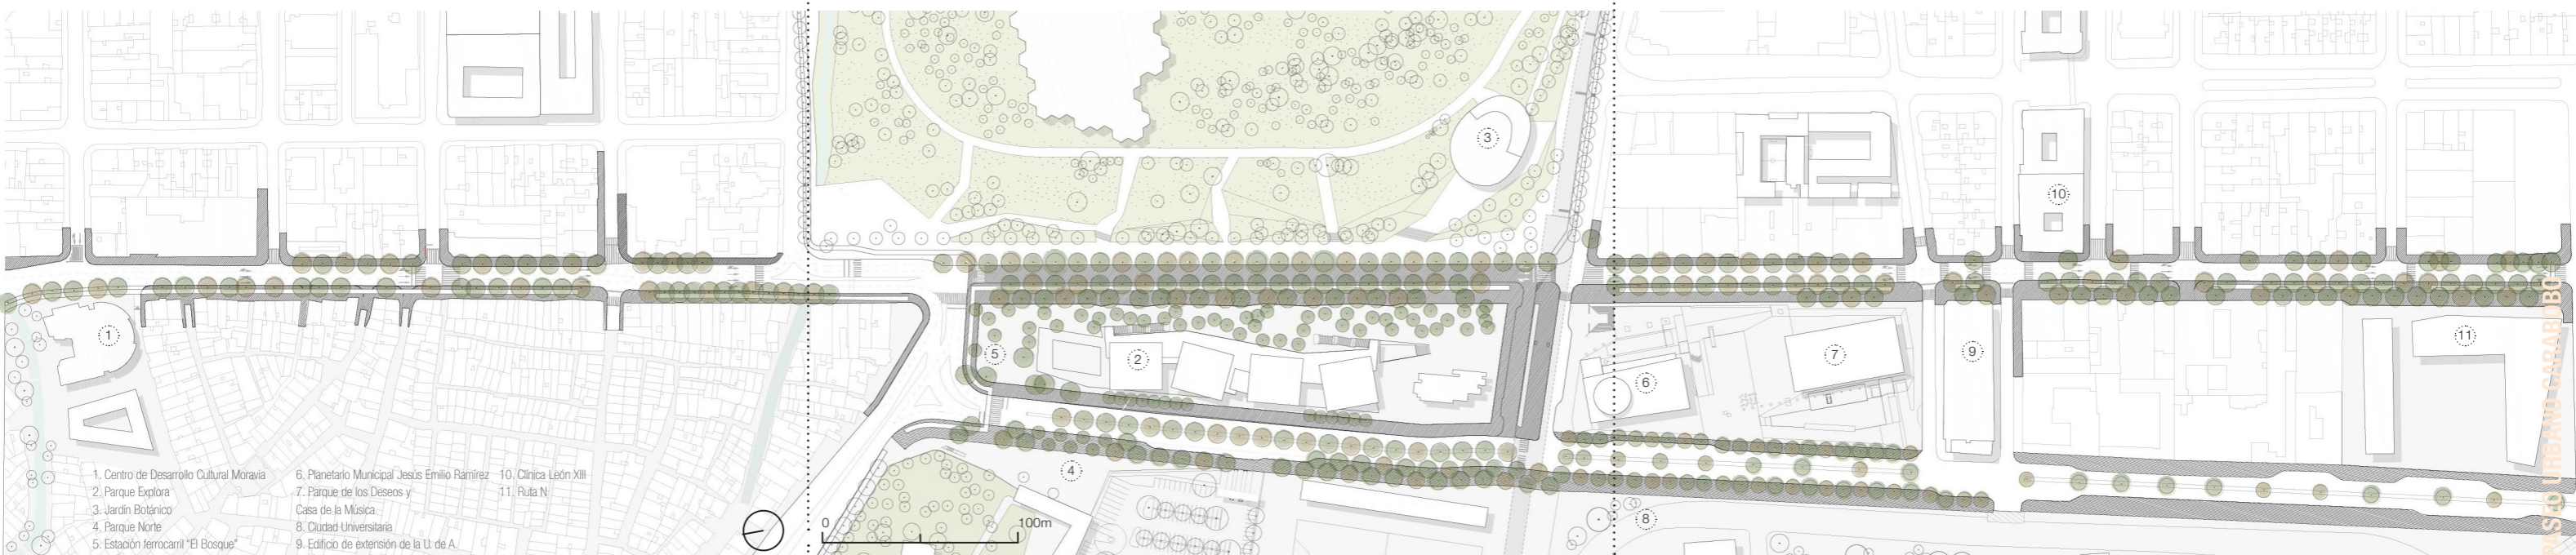 3
10
1
5
2
11
9
7
6
4
8
1. Centro de Desarrollo Cultural Moravia
2. Parque Explora
3. Jardín Botánico
4. Parque Norte
5. Estación ferrocarril "El Bosque"
6. Planetario Municipal Jesús Emilio Ramírez
7. Parque de los Deseos y
Casa de la Música
8. Ciudad Universitaria
9. Edificio de extensión de la U. de A.
10. Clínica León XIII
11. Ruta N
0
100m
PASEO URBANO CARABOBO